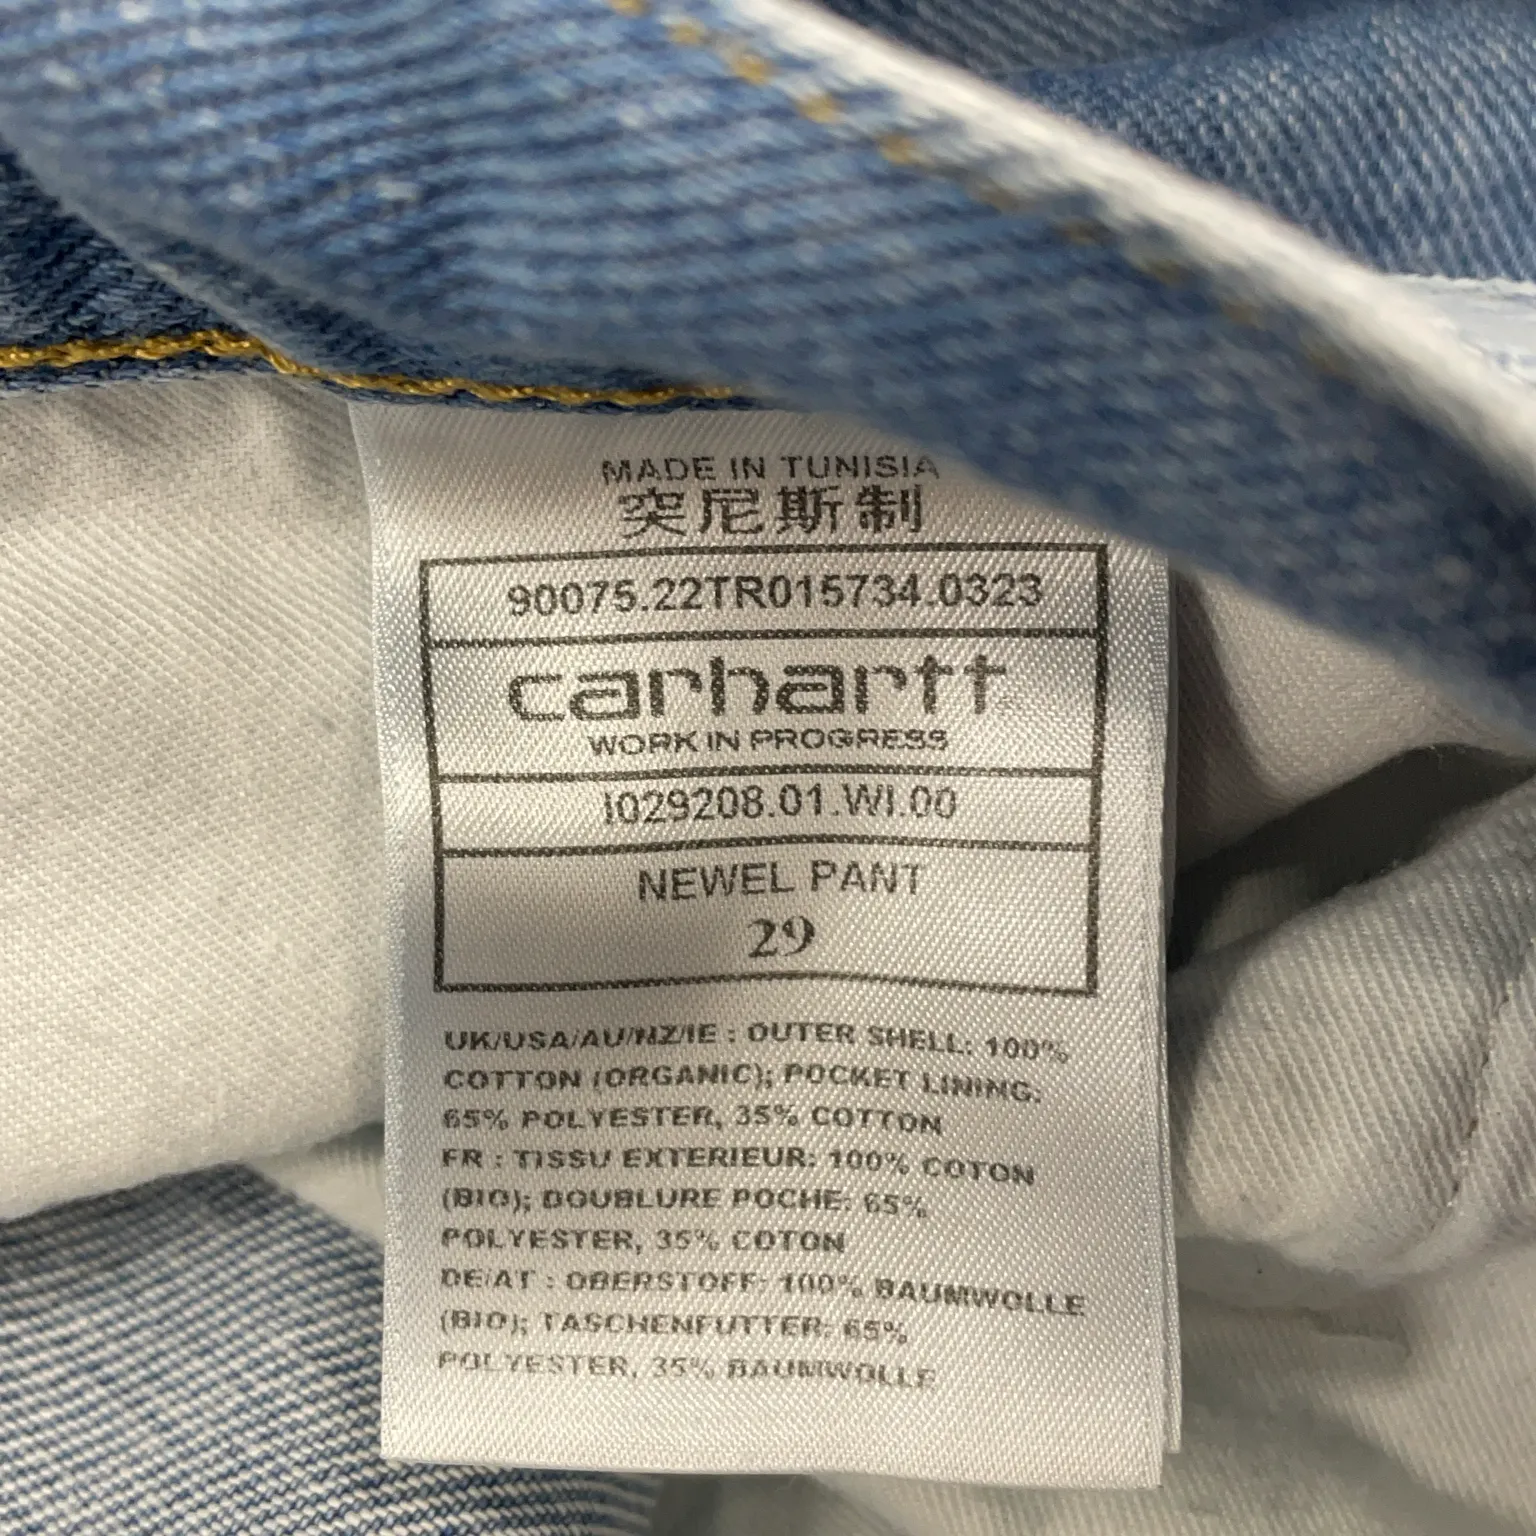 MADE IN TUNISIA
突尼斯制
90075.22TR015734.0323
carhartt
WORK IN PROGRESS
I029208.01.WI.00
NEWEL PANT
29
UK/USA/AU/NZ/IE : OUTER SHELL: 100%
COTTON (ORGANIC); POCKET LINING:
65% POLYESTER, 35% COTTON
FR : TISSU EXTERIEUR: 100% COTON
(BIO); DOUBLURE POCHE: 65%
POLYESTER, 35% COTON
DE/AT : OBERSTOFF: 100% BAUMWOLLE
(BIO); TASCHENFUTTER: 65%
POLYESTER, 35% BAUMWOLLE